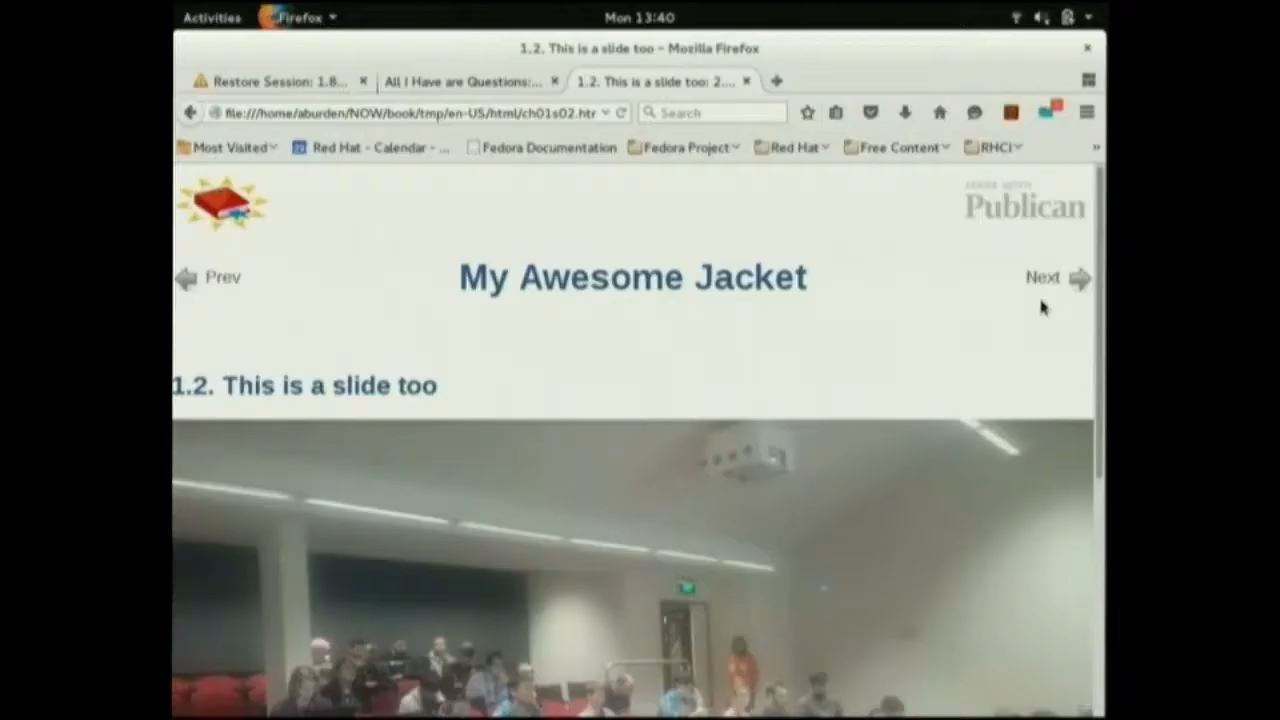 Activities Firefox Mon 13:40
1.2. This is a slide too - Mozilla Firefox
Restore Session: 1.8... All I Have are Questions:... 1.2. This is a slide too: 2....
file:///home/aburden/NOW/book/tmp/en-US/html/ch01s02.htr Search
Most Visited Red Hat - Calendar - ... Fedora Documentation Fedora Project Red Hat Free Content RHCI »
Publican
Prev My Awesome Jacket Next
1.2. This is a slide too